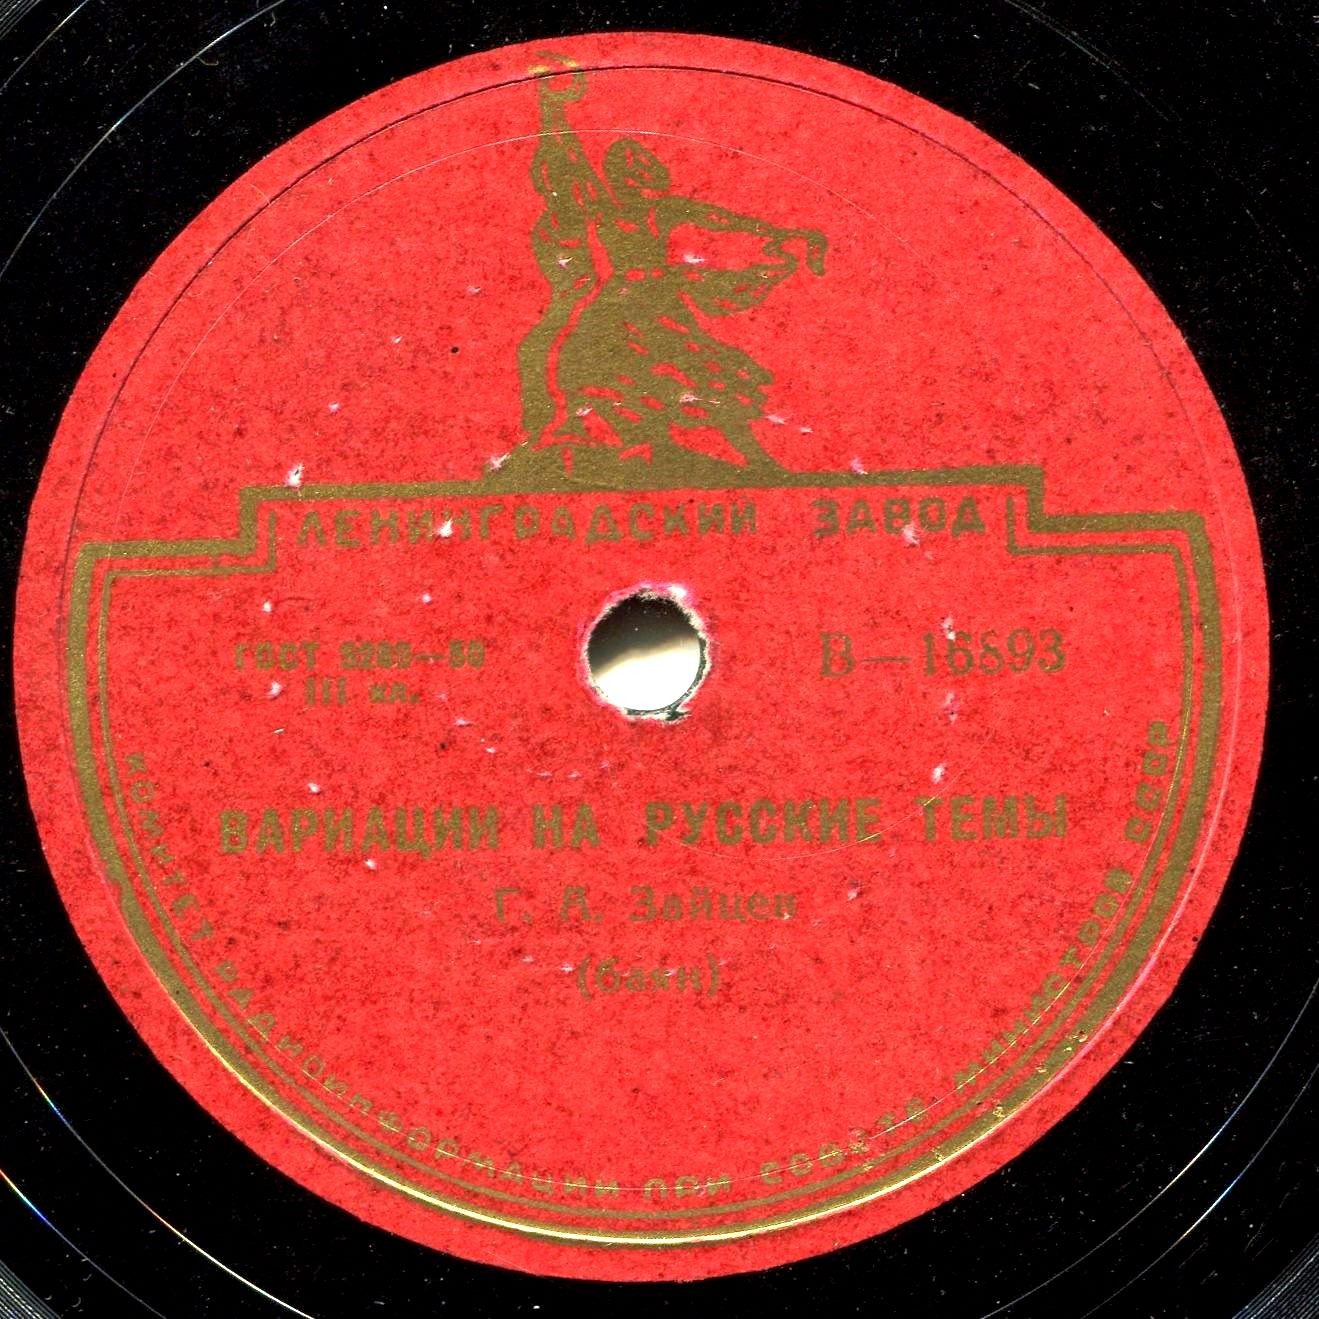 ЛЕНИНГРАДСКИЙ ЗАВОД
ГОСТ 5289—50
III кл.
В—16893
ВАРИАЦИИ НА РУССКИЕ ТЕМЫ
Г. А. Зайцев
(баян)
КОМИТЕТ РАДИОИНФОРМАЦИИ ПРИ СОВЕТЕ МИНИСТРОВ СССР